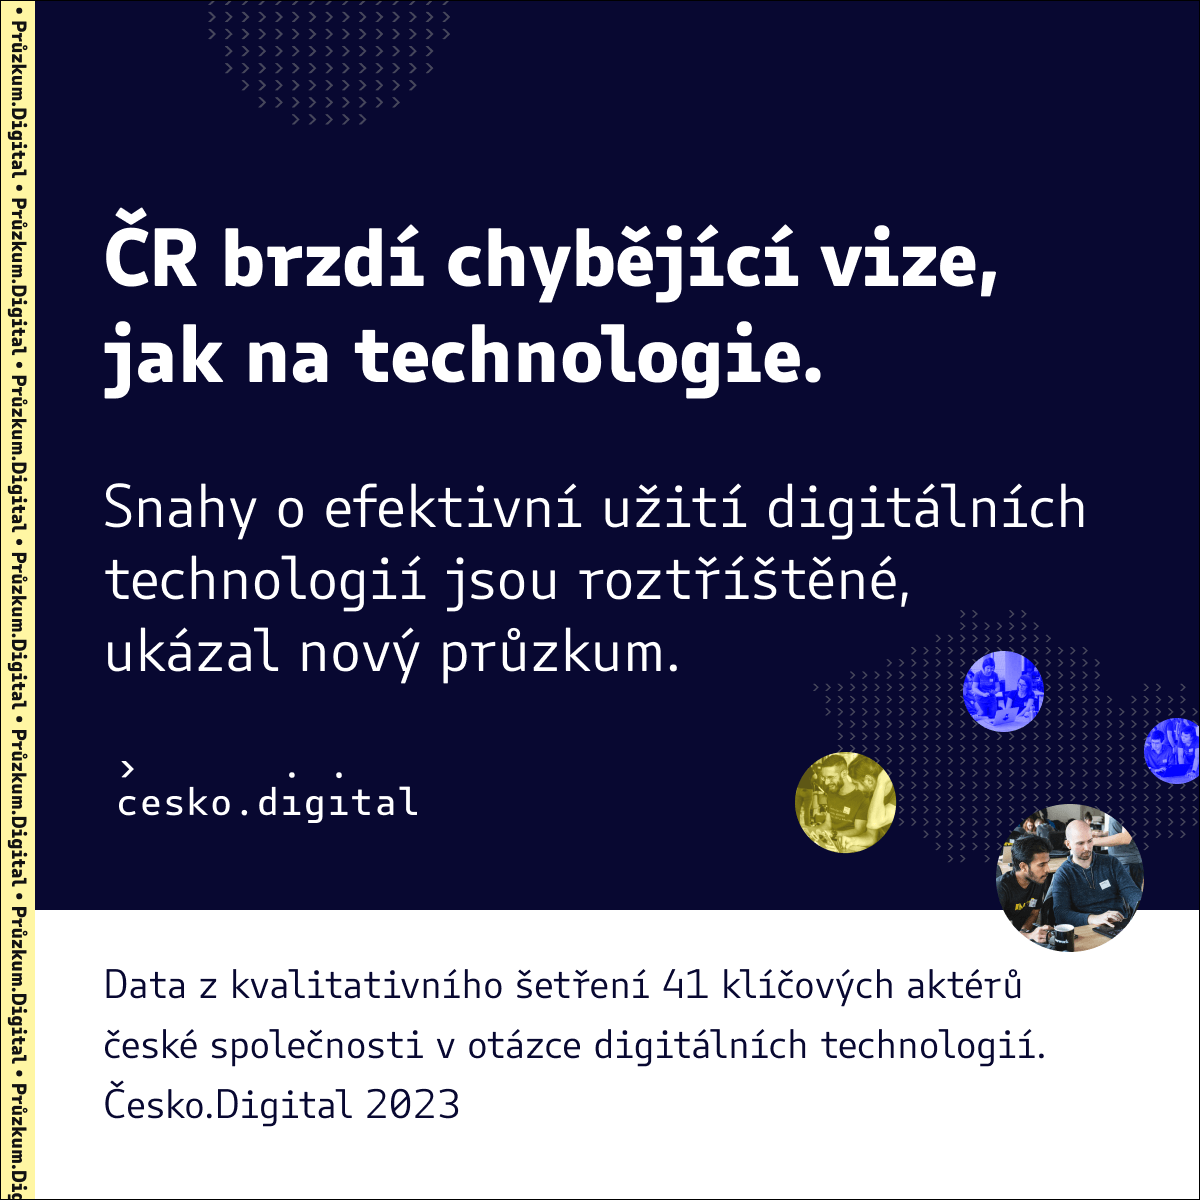 • Průzkum.Digital • Průzkum.Digital • Průzkum.Digital • Průzkum.Digital • Průzkum.Digital • Průzkum.Digital • Průzkum.Dig
ČR brzdí chybějící vize,
jak na technologie.
Snahy o efektivní užití digitálních
technologií jsou roztříštěné,
ukázal nový průzkum.
cesko.digital
Data z kvalitativního šetření 41 klíčových aktérů
české společnosti v otázce digitálních technologií.
Česko.Digital 2023